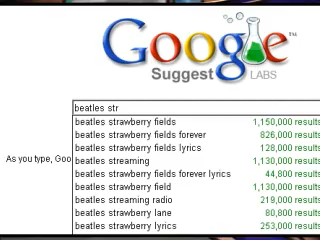 Google™
Suggest LABS
beatles str
beatles strawberry fields 1,150,000 results
beatles strawberry fields forever 826,000 results
beatles strawberry fields lyrics 128,000 results
As you type, Goo
beatles streaming 1,130,000 results
beatles strawberry fields forever lyrics 44,800 results
beatles strawberry field 1,130,000 results
beatles streaming radio 219,000 results
beatles strawberry lane 80,800 results
beatles strawberry lyrics 253,000 results